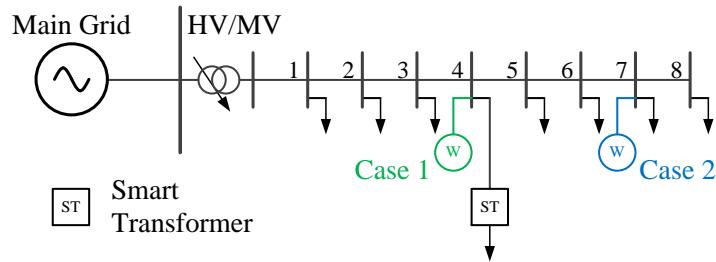 Main Grid
HV/MV
1 2 3 4 5 6 7 8
W
Case 1
W
Case 2
ST
Smart
Transformer
ST